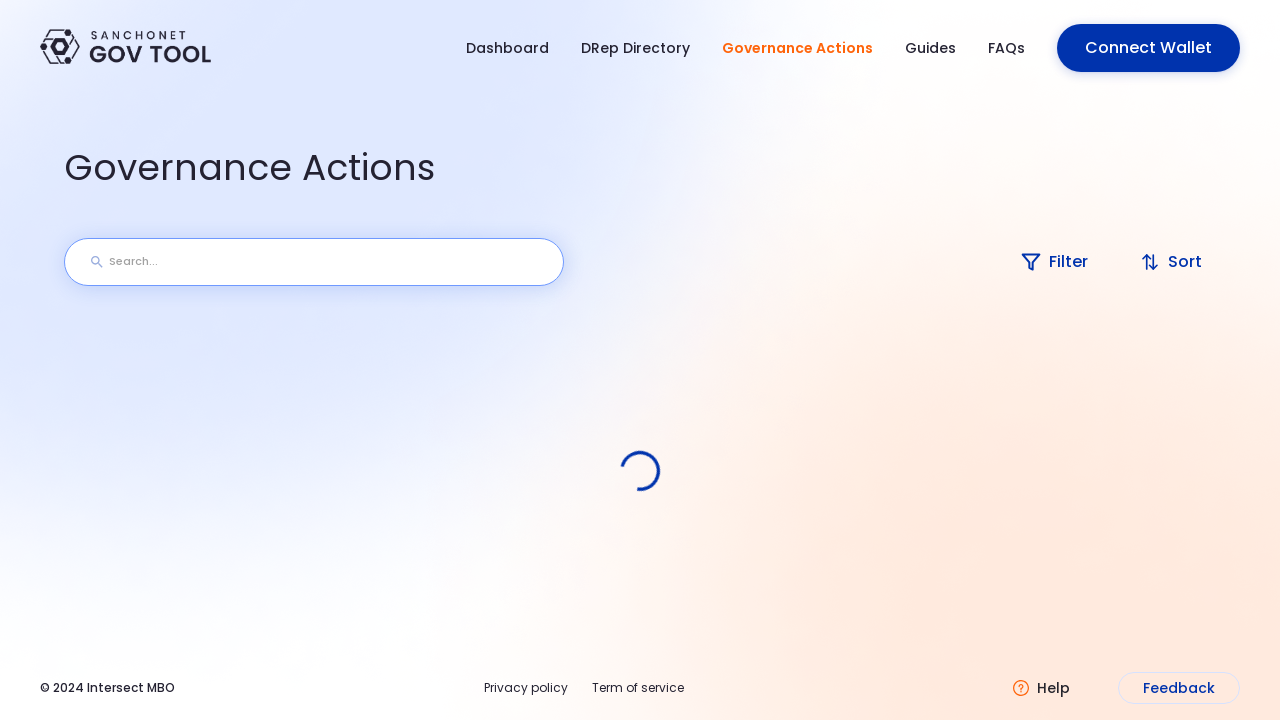 SANCHONET
GOV TOOL
Dashboard
DRep Directory
Governance Actions
Guides
FAQs
Connect Wallet
Governance Actions
Search...
Filter
Sort
© 2024 Intersect MBO
Privacy policy
Term of service
Help
Feedback